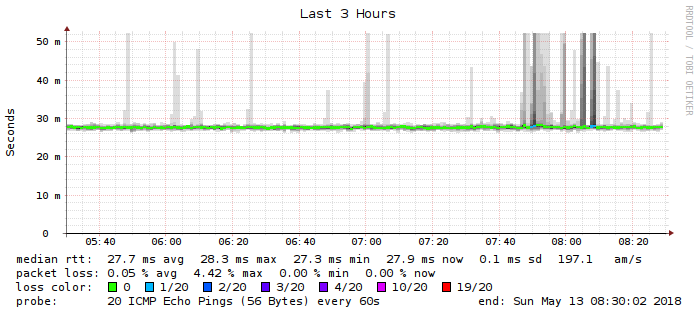 Last 3 Hours
RRDTOOL / TOBI OETIKER
Seconds
50 m
40 m
30 m
20 m
10 m
0
05:40 06:00 06:20 06:40 07:00 07:20 07:40 08:00 08:20
median rtt: 27.7 ms avg 28.3 ms max 27.3 ms min 27.9 ms now 0.1 ms sd 197.1 am/s
packet loss: 0.05 % avg 4.42 % max 0.00 % min 0.00 % now
loss color: 0 1/20 2/20 3/20 4/20 10/20 19/20
probe: 20 ICMP Echo Pings (56 Bytes) every 60s end: Sun May 13 08:30:02 2018